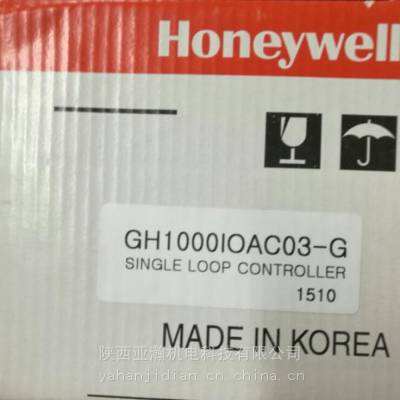 Honeywell
GH1000IOAC03-G
SINGLE LOOP CONTROLLER
1510
MADE IN KOREA
陕西亚瀚机电科技有限公司
yahanjidian.cn.china.cn